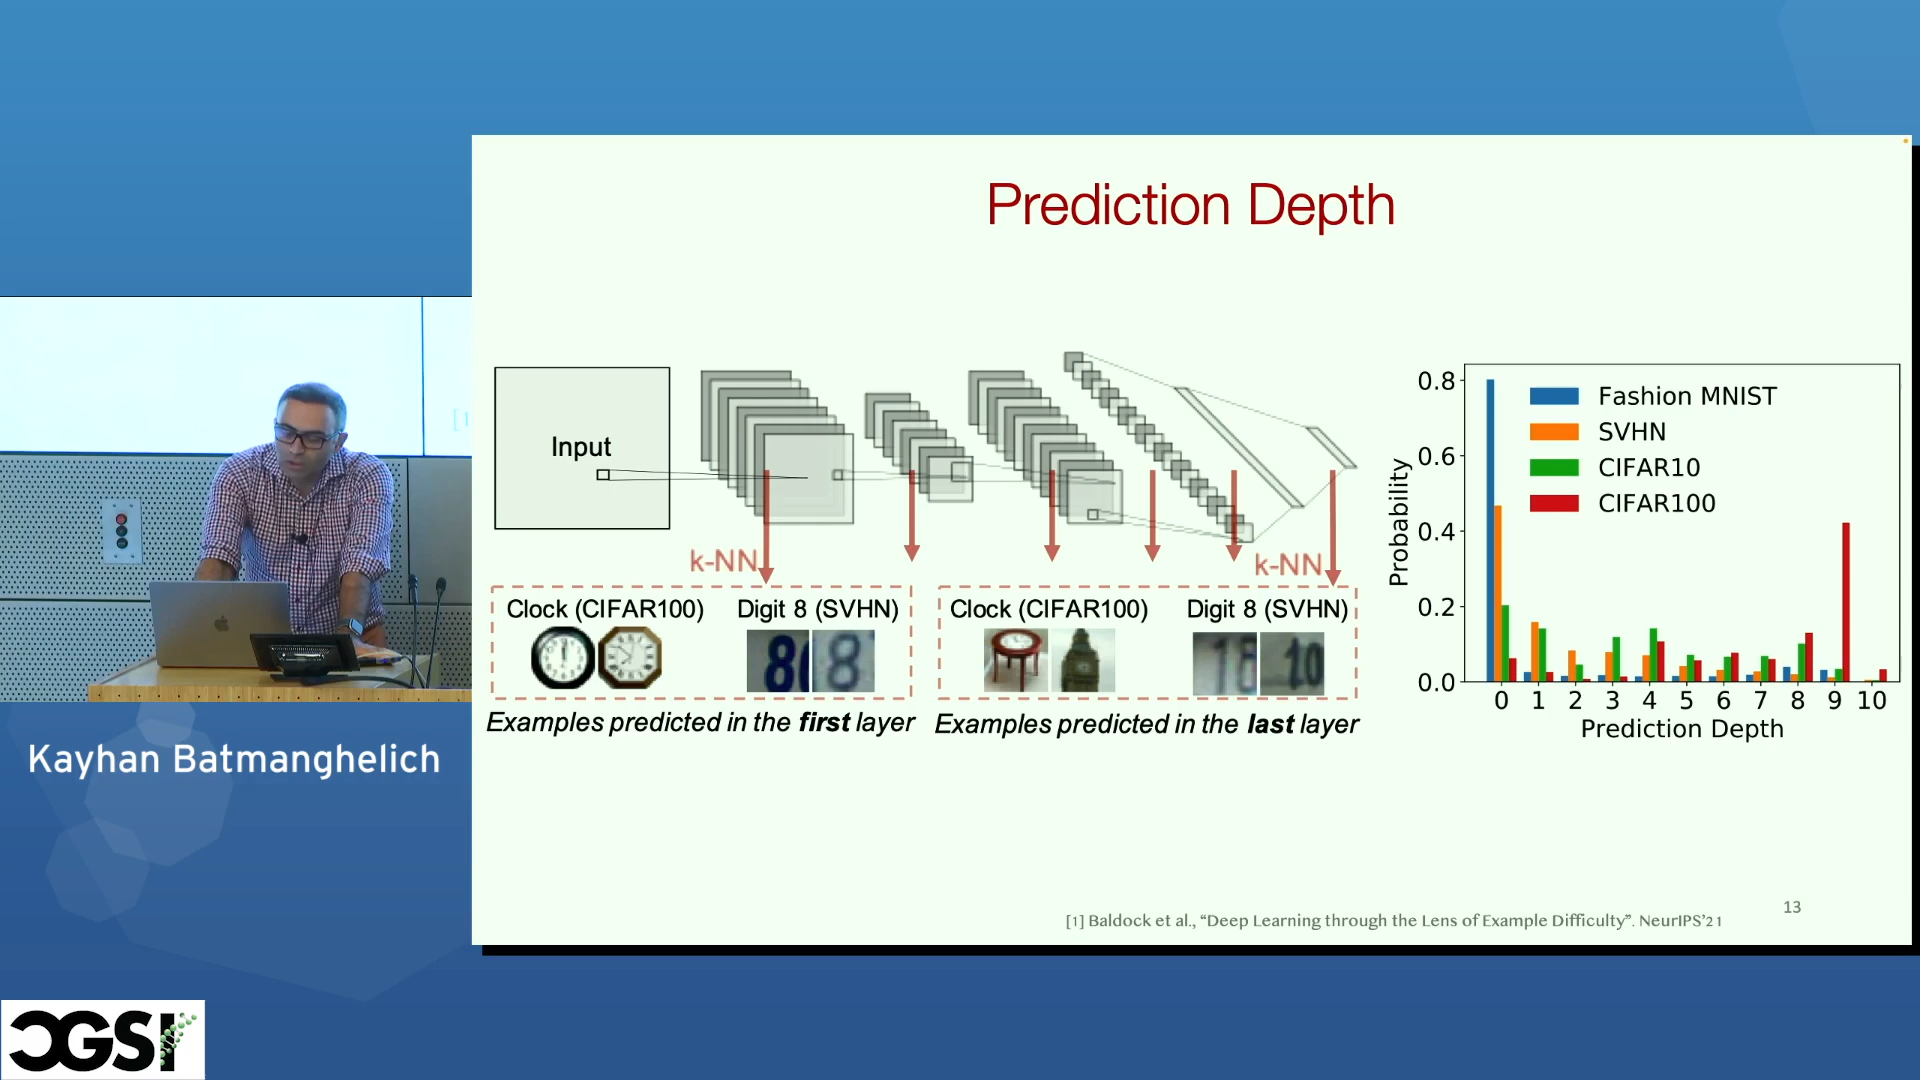 Prediction Depth
Input
k-NN
k-NN
Clock (CIFAR100)
Digit 8 (SVHN)
Clock (CIFAR100)
Digit 8 (SVHN)
8
8
10
Examples predicted in the first layer
Examples predicted in the last layer
Probability
0.8
0.6
0.4
0.2
0.0
Fashion MNIST
SVHN
CIFAR10
CIFAR100
0 1 2 3 4 5 6 7 8 9 10
Prediction Depth
[1] Baldock et al., “Deep Learning through the Lens of Example Difficulty”. NeurIPS’21
13
Kayhan Batmanghelich
CGSI